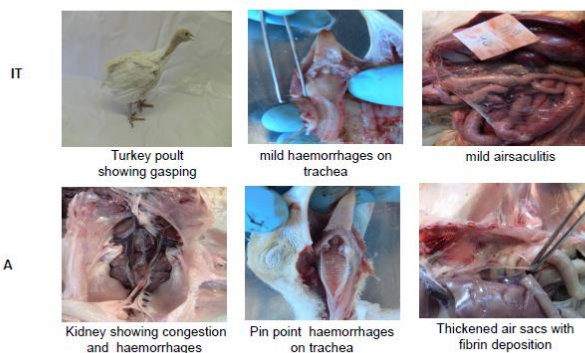 IT
Turkey poult
showing gasping
mild haemorrhages on
trachea
mild airsaculitis
A
Kidney showing congestion
and haemorrhages
Pin point haemorrhages
on trachea
Thickened air sacs with
fibrin deposition